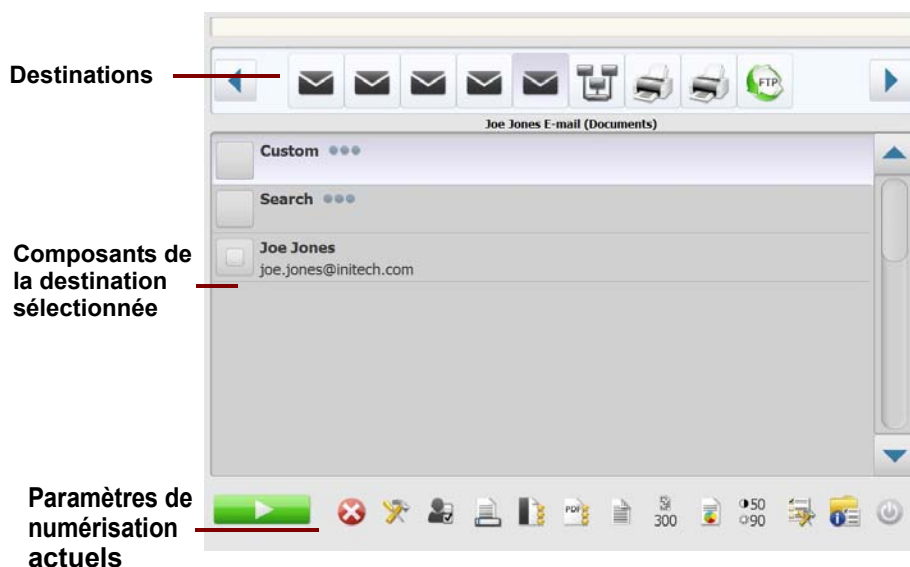 Destinations
FTP
Joe Jones E-mail (Documents)
Custom
Search
Composants de
la destination
sélectionnée
Joe Jones
joe.jones@initech.com
Paramètres de
numérisation
actuels
PDF
300
50
90